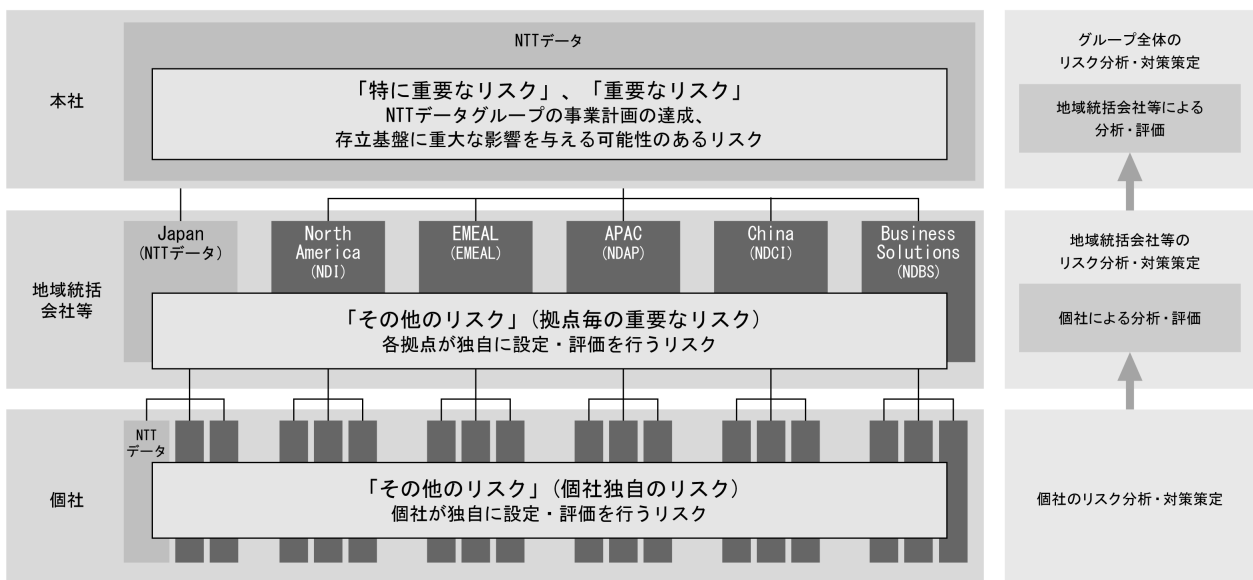 本社
NTTデータ
「特に重要なリスク」、「重要なリスク」
NTTデータグループの事業計画の達成、
存立基盤に重大な影響を与える可能性のあるリスク
グループ全体の
リスク分析・対策策定
地域統括会社等による
分析・評価
地域統括
会社等
Japan
(NTTデータ)
North
America
(NDI)
EMEAL
(EMEAL)
APAC
(NDAP)
China
(NDCI)
Business
Solutions
(NDBS)
「その他のリスク」(拠点毎の重要なリスク)
各拠点が独自に設定・評価を行うリスク
地域統括会社等の
リスク分析・対策策定
個社による分析・評価
個社
NTT
データ
「その他のリスク」(個社独自のリスク)
個社が独自に設定・評価を行うリスク
個社のリスク分析・対策策定